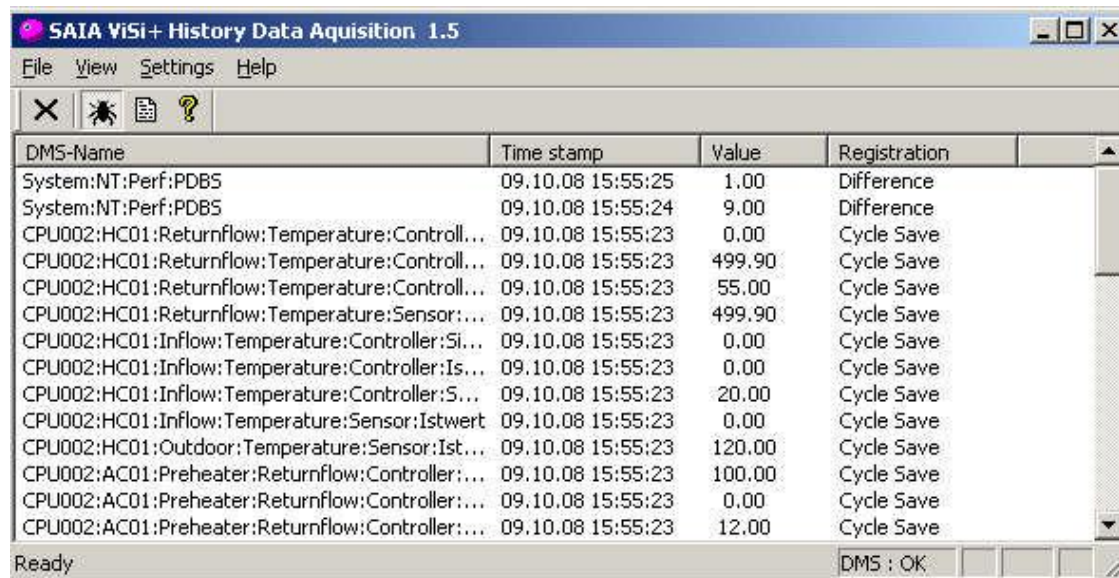 SAIA ViSi+ History Data Aquisition 1.5
File View Settings Help
DMS-Name Time stamp Value Registration
System:NT:Perf:PDBS 09.10.08 15:55:25 1.00 Difference
System:NT:Perf:PDBS 09.10.08 15:55:24 9.00 Difference
CPU002:HC01:Returnflow:Temperature:Controll... 09.10.08 15:55:23 0.00 Cycle Save
CPU002:HC01:Returnflow:Temperature:Controll... 09.10.08 15:55:23 499.90 Cycle Save
CPU002:HC01:Returnflow:Temperature:Controll... 09.10.08 15:55:23 55.00 Cycle Save
CPU002:HC01:Returnflow:Temperature:Sensor:... 09.10.08 15:55:23 499.90 Cycle Save
CPU002:HC01:Inflow:Temperature:Controller:Si... 09.10.08 15:55:23 0.00 Cycle Save
CPU002:HC01:Inflow:Temperature:Controller:Is... 09.10.08 15:55:23 0.00 Cycle Save
CPU002:HC01:Inflow:Temperature:Controller:S... 09.10.08 15:55:23 20.00 Cycle Save
CPU002:HC01:Inflow:Temperature:Sensor:Istwert 09.10.08 15:55:23 0.00 Cycle Save
CPU002:HC01:Outdoor:Temperature:Sensor:Ist... 09.10.08 15:55:23 120.00 Cycle Save
CPU002:AC01:Preheater:Returnflow:Controller:... 09.10.08 15:55:23 100.00 Cycle Save
CPU002:AC01:Preheater:Returnflow:Controller:... 09.10.08 15:55:23 0.00 Cycle Save
CPU002:AC01:Preheater:Returnflow:Controller:... 09.10.08 15:55:23 12.00 Cycle Save
Ready DMS : OK